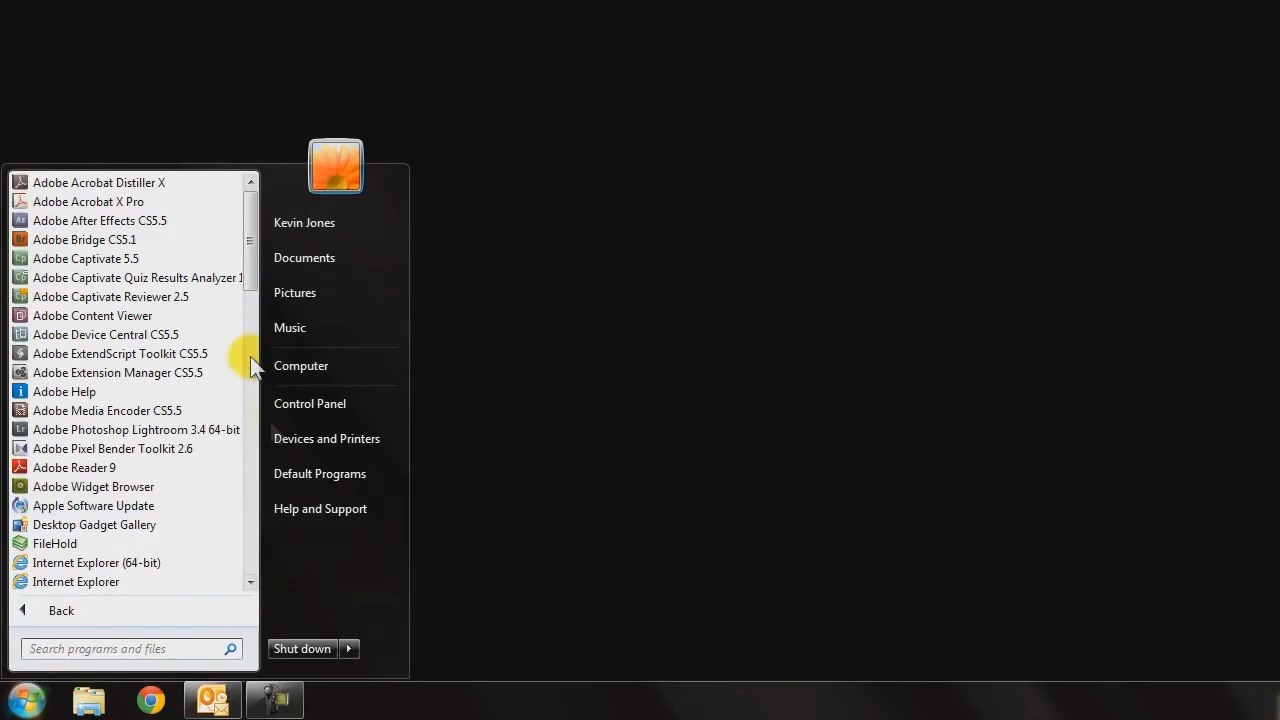 Adobe Acrobat Distiller X
Adobe Acrobat X Pro
Adobe After Effects CS5.5
Adobe Bridge CS5.1
Adobe Captivate 5.5
Adobe Captivate Quiz Results Analyzer 1
Adobe Captivate Reviewer 2.5
Adobe Content Viewer
Adobe Device Central CS5.5
Adobe ExtendScript Toolkit CS5.5
Adobe Extension Manager CS5.5
Adobe Help
Adobe Media Encoder CS5.5
Adobe Photoshop Lightroom 3.4 64-bit
Adobe Pixel Bender Toolkit 2.6
Adobe Reader 9
Adobe Widget Browser
Apple Software Update
Desktop Gadget Gallery
FileHold
Internet Explorer (64-bit)
Internet Explorer
Back
Search programs and files
Kevin Jones
Documents
Pictures
Music
Computer
Control Panel
Devices and Printers
Default Programs
Help and Support
Shut down